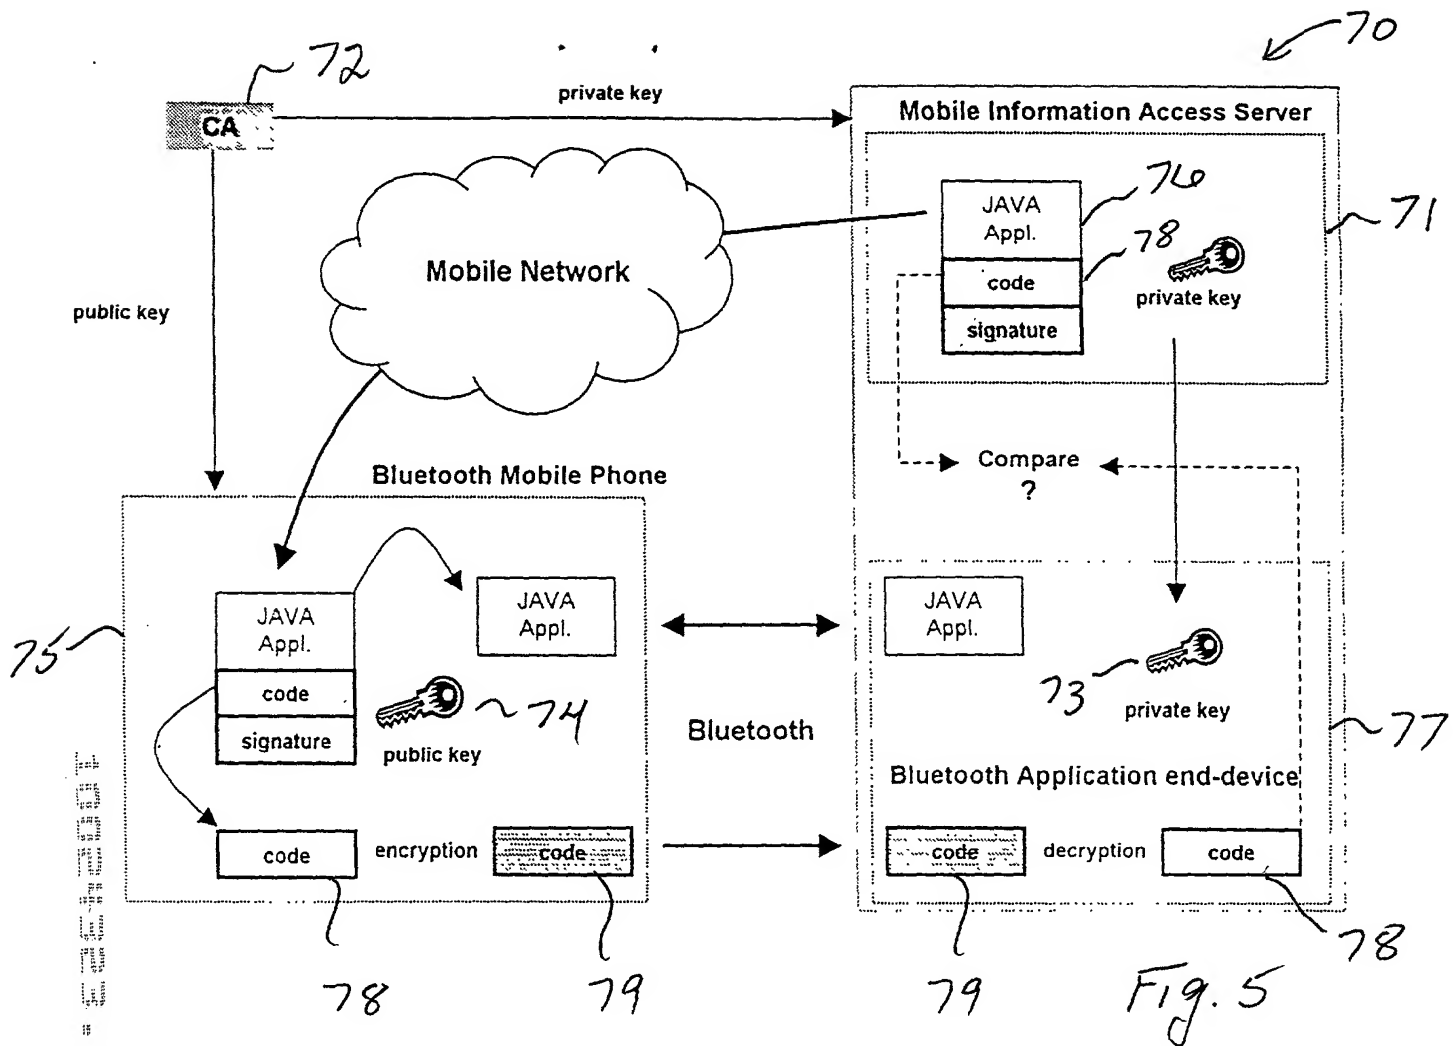 70
72
private key
CA
Mobile Information Access Server
76
JAVA
Appl.
71
78
Mobile Network
code
private key
public key
signature
Compare
?
Bluetooth Mobile Phone
JAVA
Appl.
JAVA
Appl.
JAVA
Appl.
75
code
74
73
private key
signature
public key
Bluetooth
77
Bluetooth Application end-device
code
encryption
code
code
decryption
code
78
79
79
78
Fig. 5
10024323.